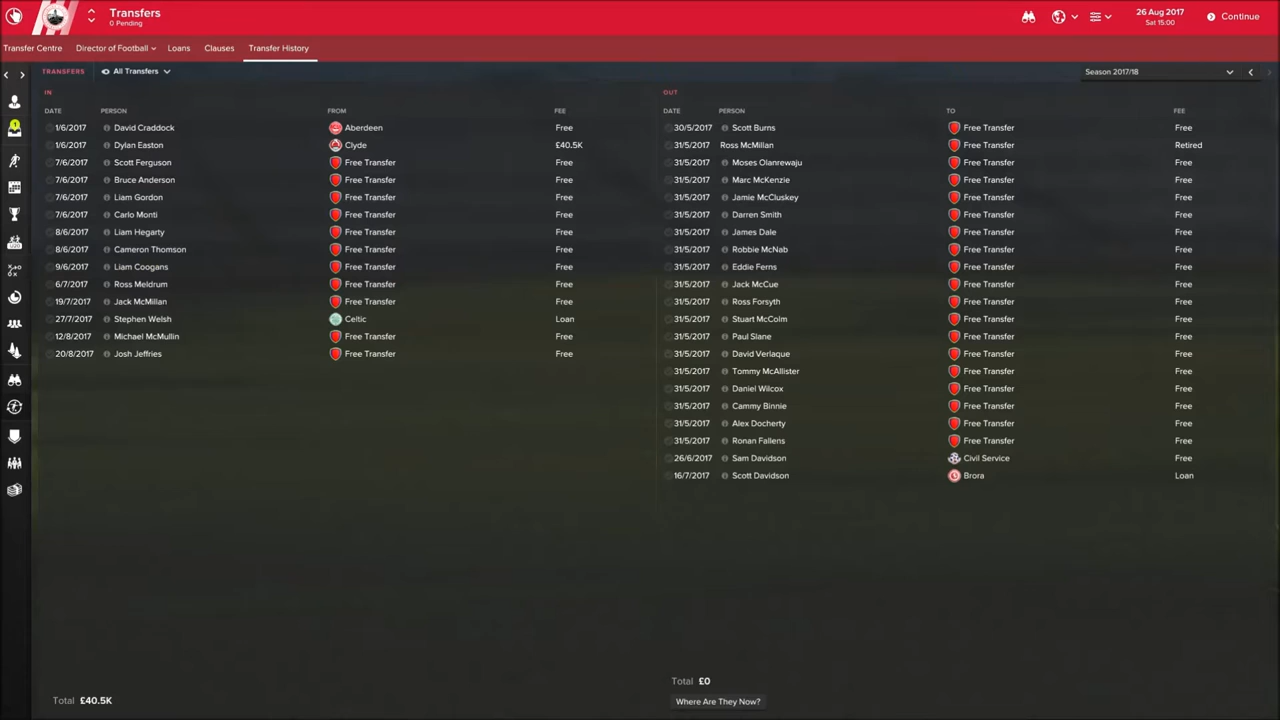 Transfers
0 Pending
26 Aug 2017
Sat 15:00
Continue
Transfer Centre Director of Football Loans Clauses Transfer History
TRANSFERS All Transfers Season 2017/18
IN
DATE PERSON FROM FEE
1/6/2017 David Craddock Aberdeen Free
1/6/2017 Dylan Easton Clyde £40.5K
7/6/2017 Scott Ferguson Free Transfer Free
7/6/2017 Bruce Anderson Free Transfer Free
7/6/2017 Liam Gordon Free Transfer Free
7/6/2017 Carlo Monti Free Transfer Free
8/6/2017 Liam Hegarty Free Transfer Free
8/6/2017 Cameron Thomson Free Transfer Free
9/6/2017 Liam Coogans Free Transfer Free
6/7/2017 Ross Meldrum Free Transfer Free
19/7/2017 Jack McMillan Free Transfer Free
27/7/2017 Stephen Welsh Celtic Loan
12/8/2017 Michael McMullin Free Transfer Free
20/8/2017 Josh Jeffries Free Transfer Free
Total £40.5K
OUT
DATE PERSON TO FEE
30/5/2017 Scott Burns Free Transfer Free
31/5/2017 Ross McMillan Free Transfer Retired
31/5/2017 Moses Olanrewaju Free Transfer Free
31/5/2017 Marc McKenzie Free Transfer Free
31/5/2017 Jamie McCluskey Free Transfer Free
31/5/2017 Darren Smith Free Transfer Free
31/5/2017 James Dale Free Transfer Free
31/5/2017 Robbie McNab Free Transfer Free
31/5/2017 Eddie Ferns Free Transfer Free
31/5/2017 Jack McCue Free Transfer Free
31/5/2017 Ross Forsyth Free Transfer Free
31/5/2017 Stuart McColm Free Transfer Free
31/5/2017 Paul Slane Free Transfer Free
31/5/2017 David Verlaque Free Transfer Free
31/5/2017 Tommy McAllister Free Transfer Free
31/5/2017 Daniel Wilcox Free Transfer Free
31/5/2017 Cammy Binnie Free Transfer Free
31/5/2017 Alex Docherty Free Transfer Free
31/5/2017 Ronan Fallens Free Transfer Free
26/6/2017 Sam Davidson Civil Service Free
16/7/2017 Scott Davidson Brora Loan
Total £0
Where Are They Now?
1
U20